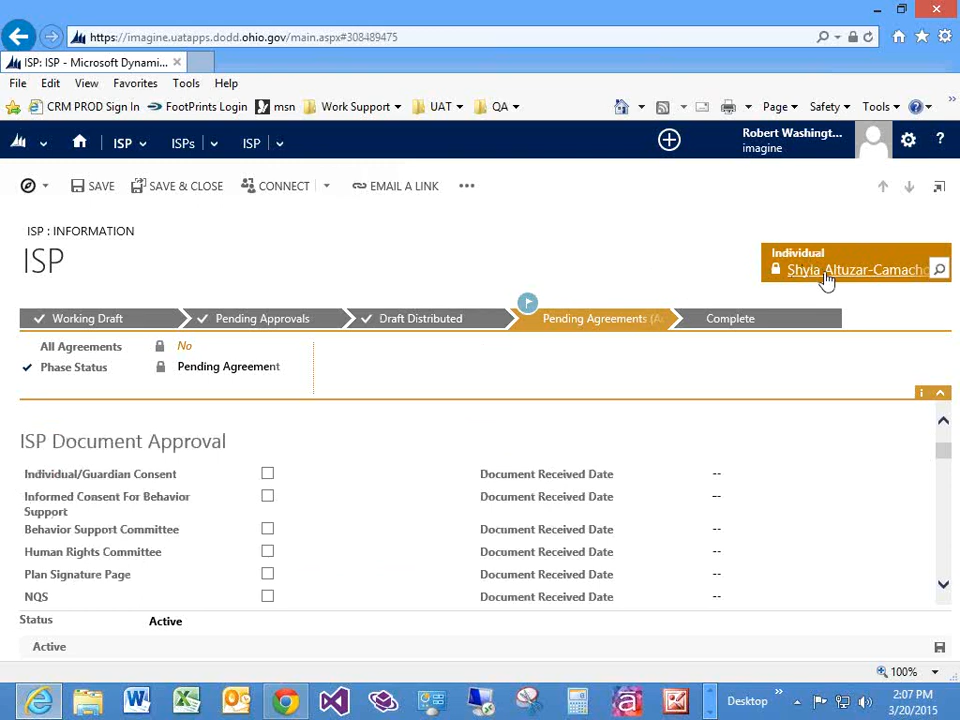 https://imagine.uatapps.dodd.ohio.gov/main.aspx#308489475
ISP: ISP - Microsoft Dynami...
File Edit View Favorites Tools Help
CRM PROD Sign In FootPrints Login msn Work Support UAT QA Page Safety Tools
ISP ISPs ISP
Robert Washingt...
imagine
SAVE SAVE & CLOSE CONNECT EMAIL A LINK
ISP : INFORMATION
ISP
Individual
Shyla Altuzar-Camacho
Working Draft Pending Approvals Draft Distributed Pending Agreements (A Complete
All Agreements No
Phase Status Pending Agreement
ISP Document Approval
Individual/Guardian Consent Document Received Date --
Informed Consent For Behavior Support Document Received Date --
Behavior Support Committee Document Received Date --
Human Rights Committee Document Received Date --
Plan Signature Page Document Received Date --
NQS Document Received Date --
Status Active
Active
100%
Desktop
2:07 PM
3/20/2015